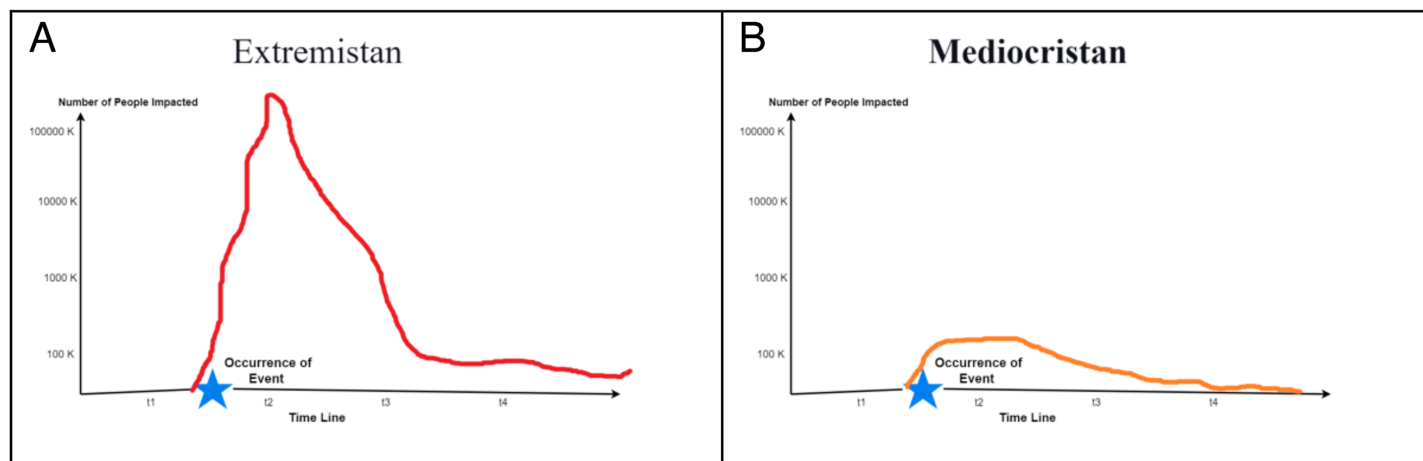 A
Extremistan
Number of People Impacted
100000 K
10000 K
1000 K
100 K
Occurrence of
Event
t1
t2
t3
t4
Time Line
B
Mediocristan
Number of People Impacted
100000 K
10000 K
1000 K
100 K
Occurrence of
Event
t1
t2
t3
t4
Time Line